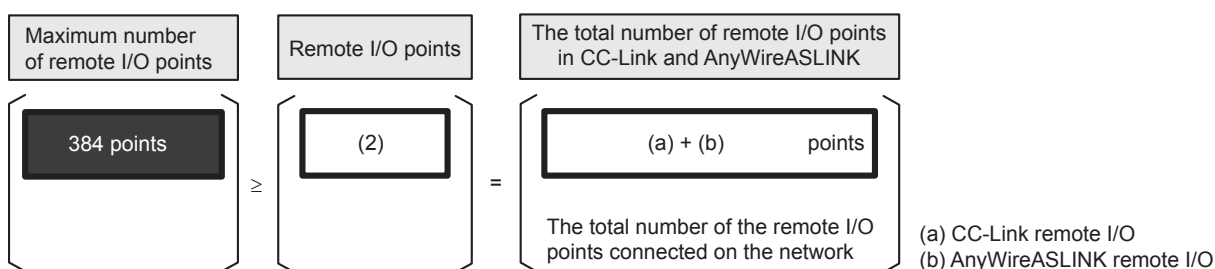 Maximum number
of remote I/O points
Remote I/O points
The total number of remote I/O points
in CC-Link and AnyWireASLINK
384 points
≥
(2)
=
(a) + (b) points
The total number of the remote I/O
points connected on the network
(a) CC-Link remote I/O
(b) AnyWireASLINK remote I/O